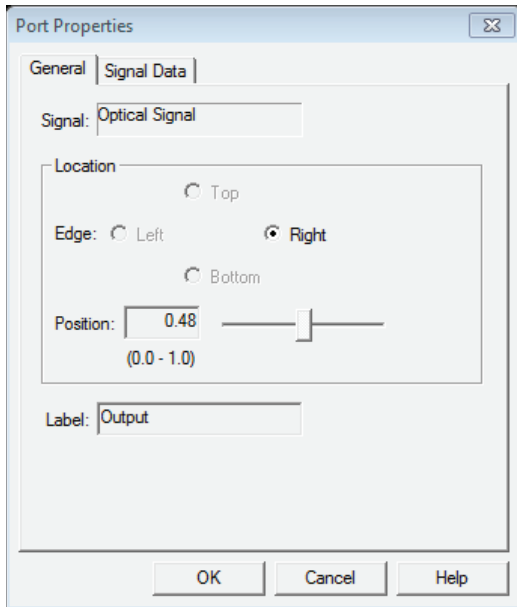 Port Properties
General Signal Data
Signal: Optical Signal
Location
Top
Edge: Left Right
Bottom
Position: 0.48
(0.0 - 1.0)
Label: Output
OK Cancel Help